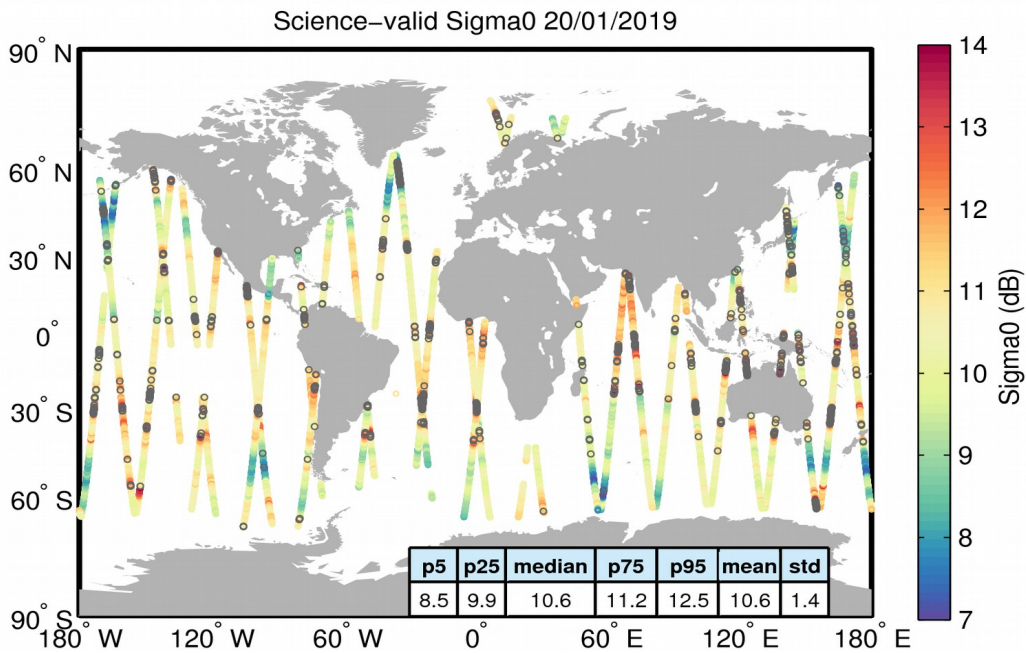 Science−valid Sigma0 20/01/2019
90° N
60° N
30° N
0°
30° S
60° S
90° S
180° W
120° W
60° W
0°
60° E
120° E
180° E
p5 p25 median p75 p95 mean std
8.5 9.9 10.6 11.2 12.5 10.6 1.4
14
13
12
11
10
9
8
7
Sigma0 (dB)